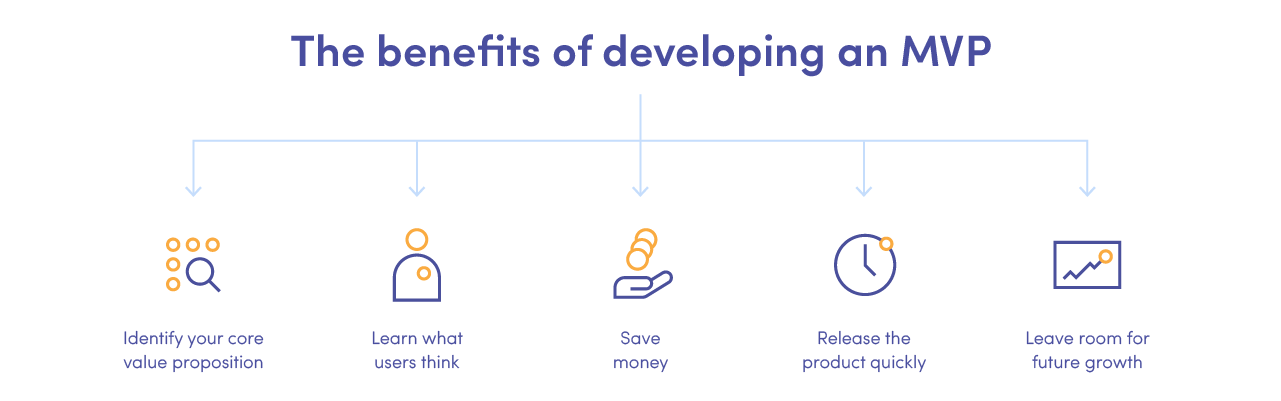 The benefits of developing an MVP
Identify your core
value proposition
Learn what
users think
Save
money
Release the
product quickly
Leave room for
future growth